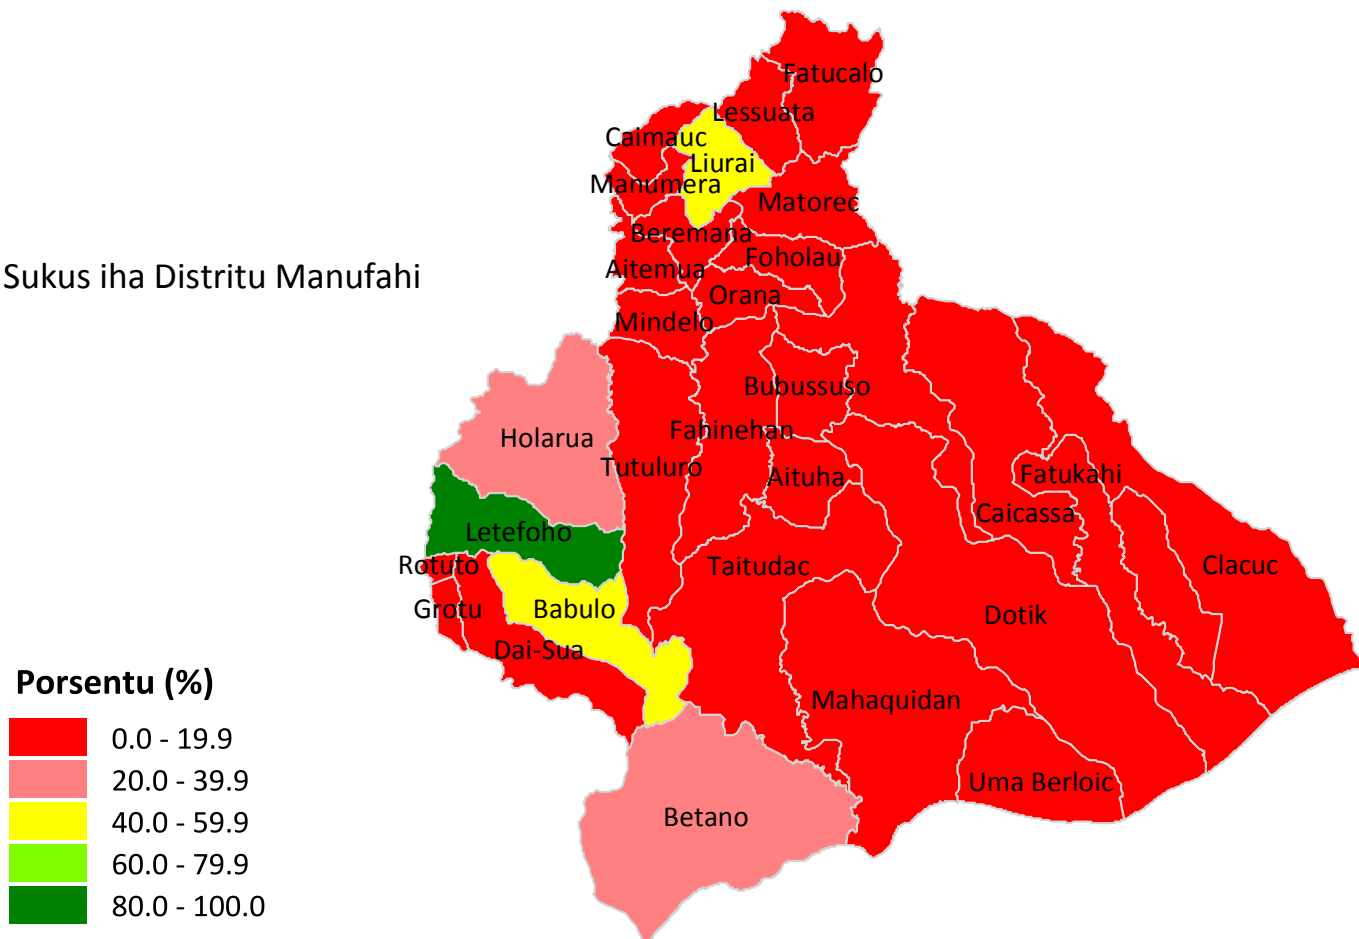 Fatucalo
Lessuata
Caimauc
Liurai
Manumera
Matorec
Beremana
Foholau
Aitemua
Sukus iha Distritu Manufahi
Orana
Mindelo
Bubussuso
Fahinehan
Holarua
Tutuluro
Aituha
Fatukahi
Caicassa
Letefoho
Rotuto
Taitudac
Clacuc
Grotu
Babulo
Dotik
Dai-Sua
Porsentu (%)
Mahaquidan
0.0 - 19.9
20.0 - 39.9
Uma Berloic
Betano
40.0 - 59.9
60.0 - 79.9
80.0 - 100.0